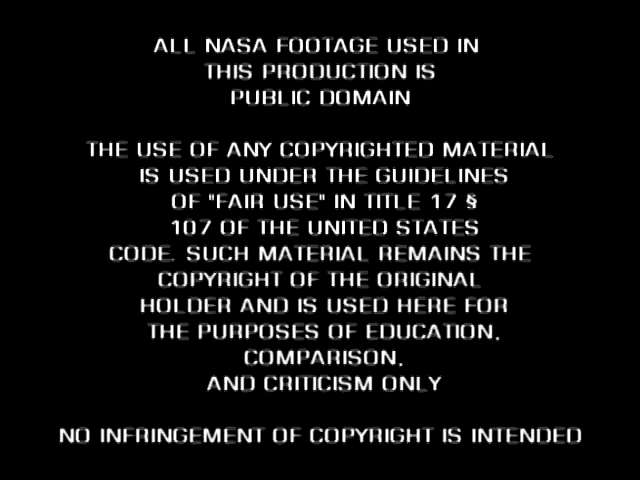 ALL NASA FOOTAGE USED IN
THIS PRODUCTION IS
PUBLIC DOMAIN
THE USE OF ANY COPYRIGHTED MATERIAL
IS USED UNDER THE GUIDELINES
OF "FAIR USE" IN TITLE 17 §
107 OF THE UNITED STATES
CODE. SUCH MATERIAL REMAINS THE
COPYRIGHT OF THE ORIGINAL
HOLDER AND IS USED HERE FOR
THE PURPOSES OF EDUCATION,
COMPARISON,
AND CRITICISM ONLY
NO INFRINGEMENT OF COPYRIGHT IS INTENDED